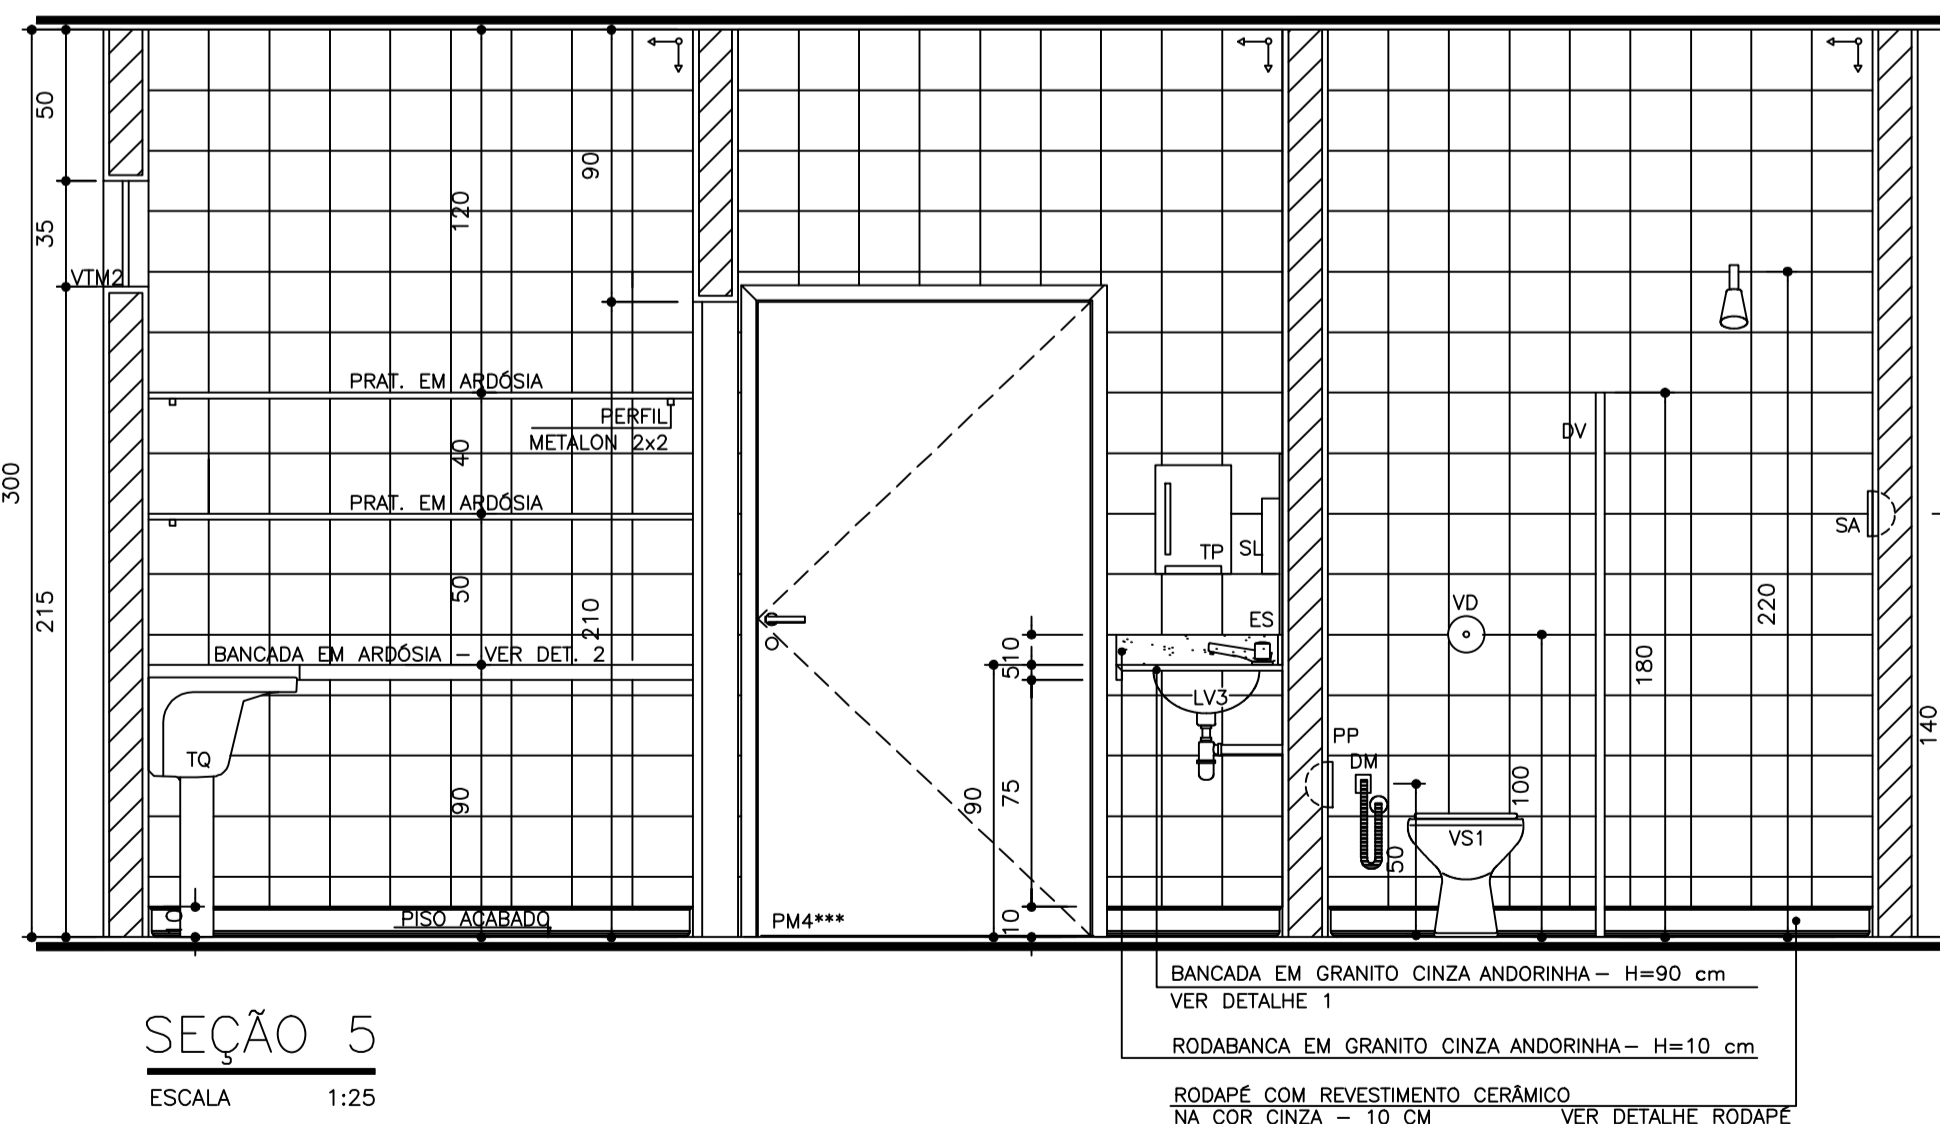 50
35
VTM2
215
300
120
90
PRAT. EM ARDÓSIA
PERFIL
METALON 2x2
40
PRAT. EM ARDÓSIA
50
210
BANCADA EM ARDÓSIA - VER DET. 2
TQ
90
10
PISO ACABADO
PM4***
TP
SL
ES
10
5
LV3
90
75
10
DV
SA
VD
220
180
140
PP
DM
100
50
VS1
BANCADA EM GRANITO CINZA ANDORINHA - H=90 cm
VER DETALHE 1
RODABANCA EM GRANITO CINZA ANDORINHA - H=10 cm
RODAPÉ COM REVESTIMENTO CERÂMICO
NA COR CINZA - 10 CM VER DETALHE RODAPÉ
SEÇÃO 5
ESCALA 1:25